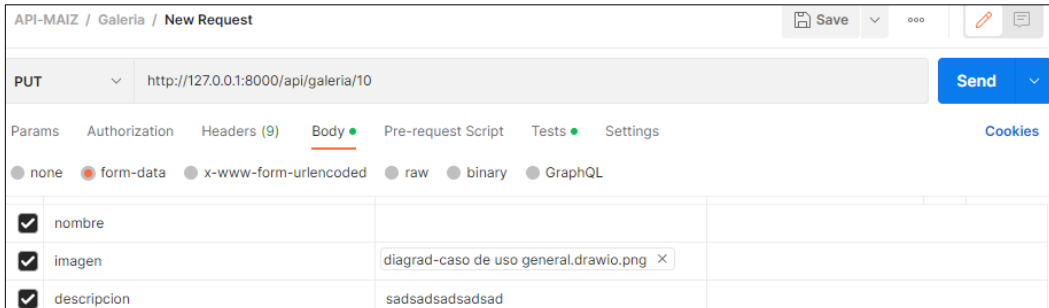 API-MAIZ / Galeria / New Request Save ooo
PUT http://127.0.0.1:8000/api/galeria/10 Send
Params Authorization Headers (9) Body Pre-request Script Tests Settings Cookies
none form-data x-www-form-urlencoded raw binary GraphQL
nombre
imagen diagrad-caso de uso general.drawio.png ×
descripcion sadsadsadsadsad